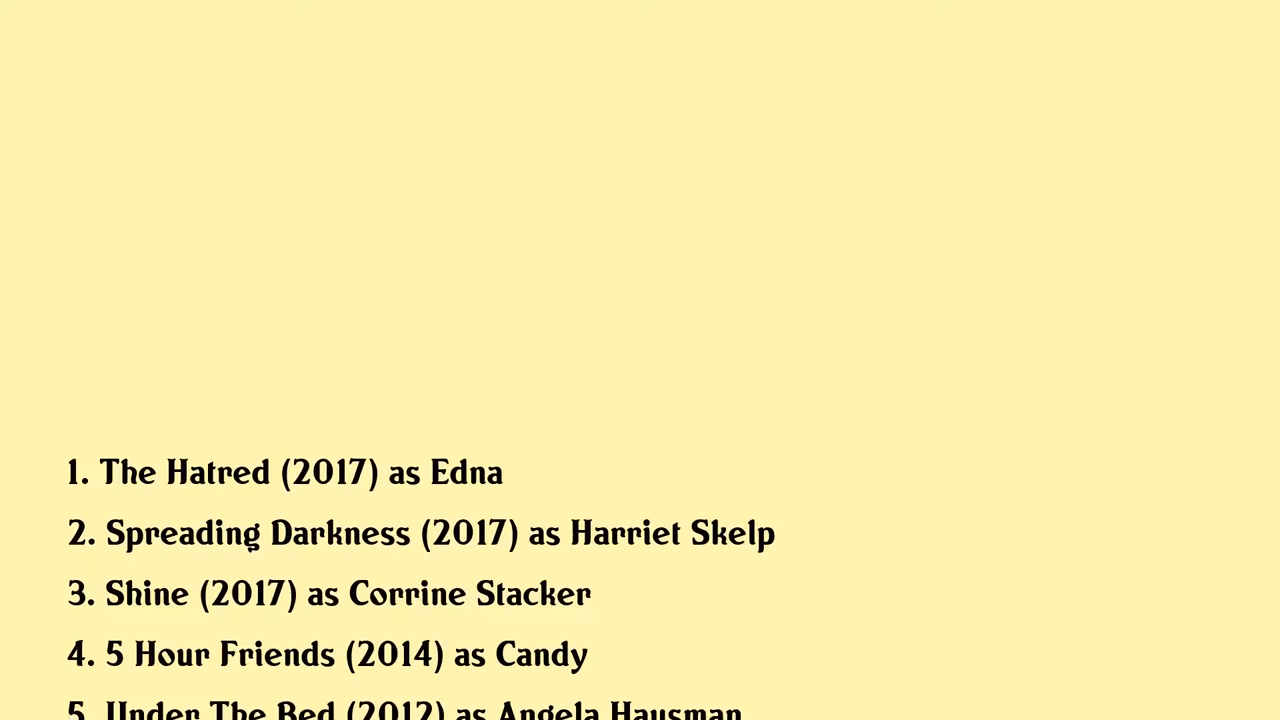 1. The Hatred (2017) as Edna
2. Spreading Darkness (2017) as Harriet Skelp
3. Shine (2017) as Corrine Stacker
4. 5 Hour Friends (2014) as Candy
5. Under The Bed (2012) as Angela Hausman